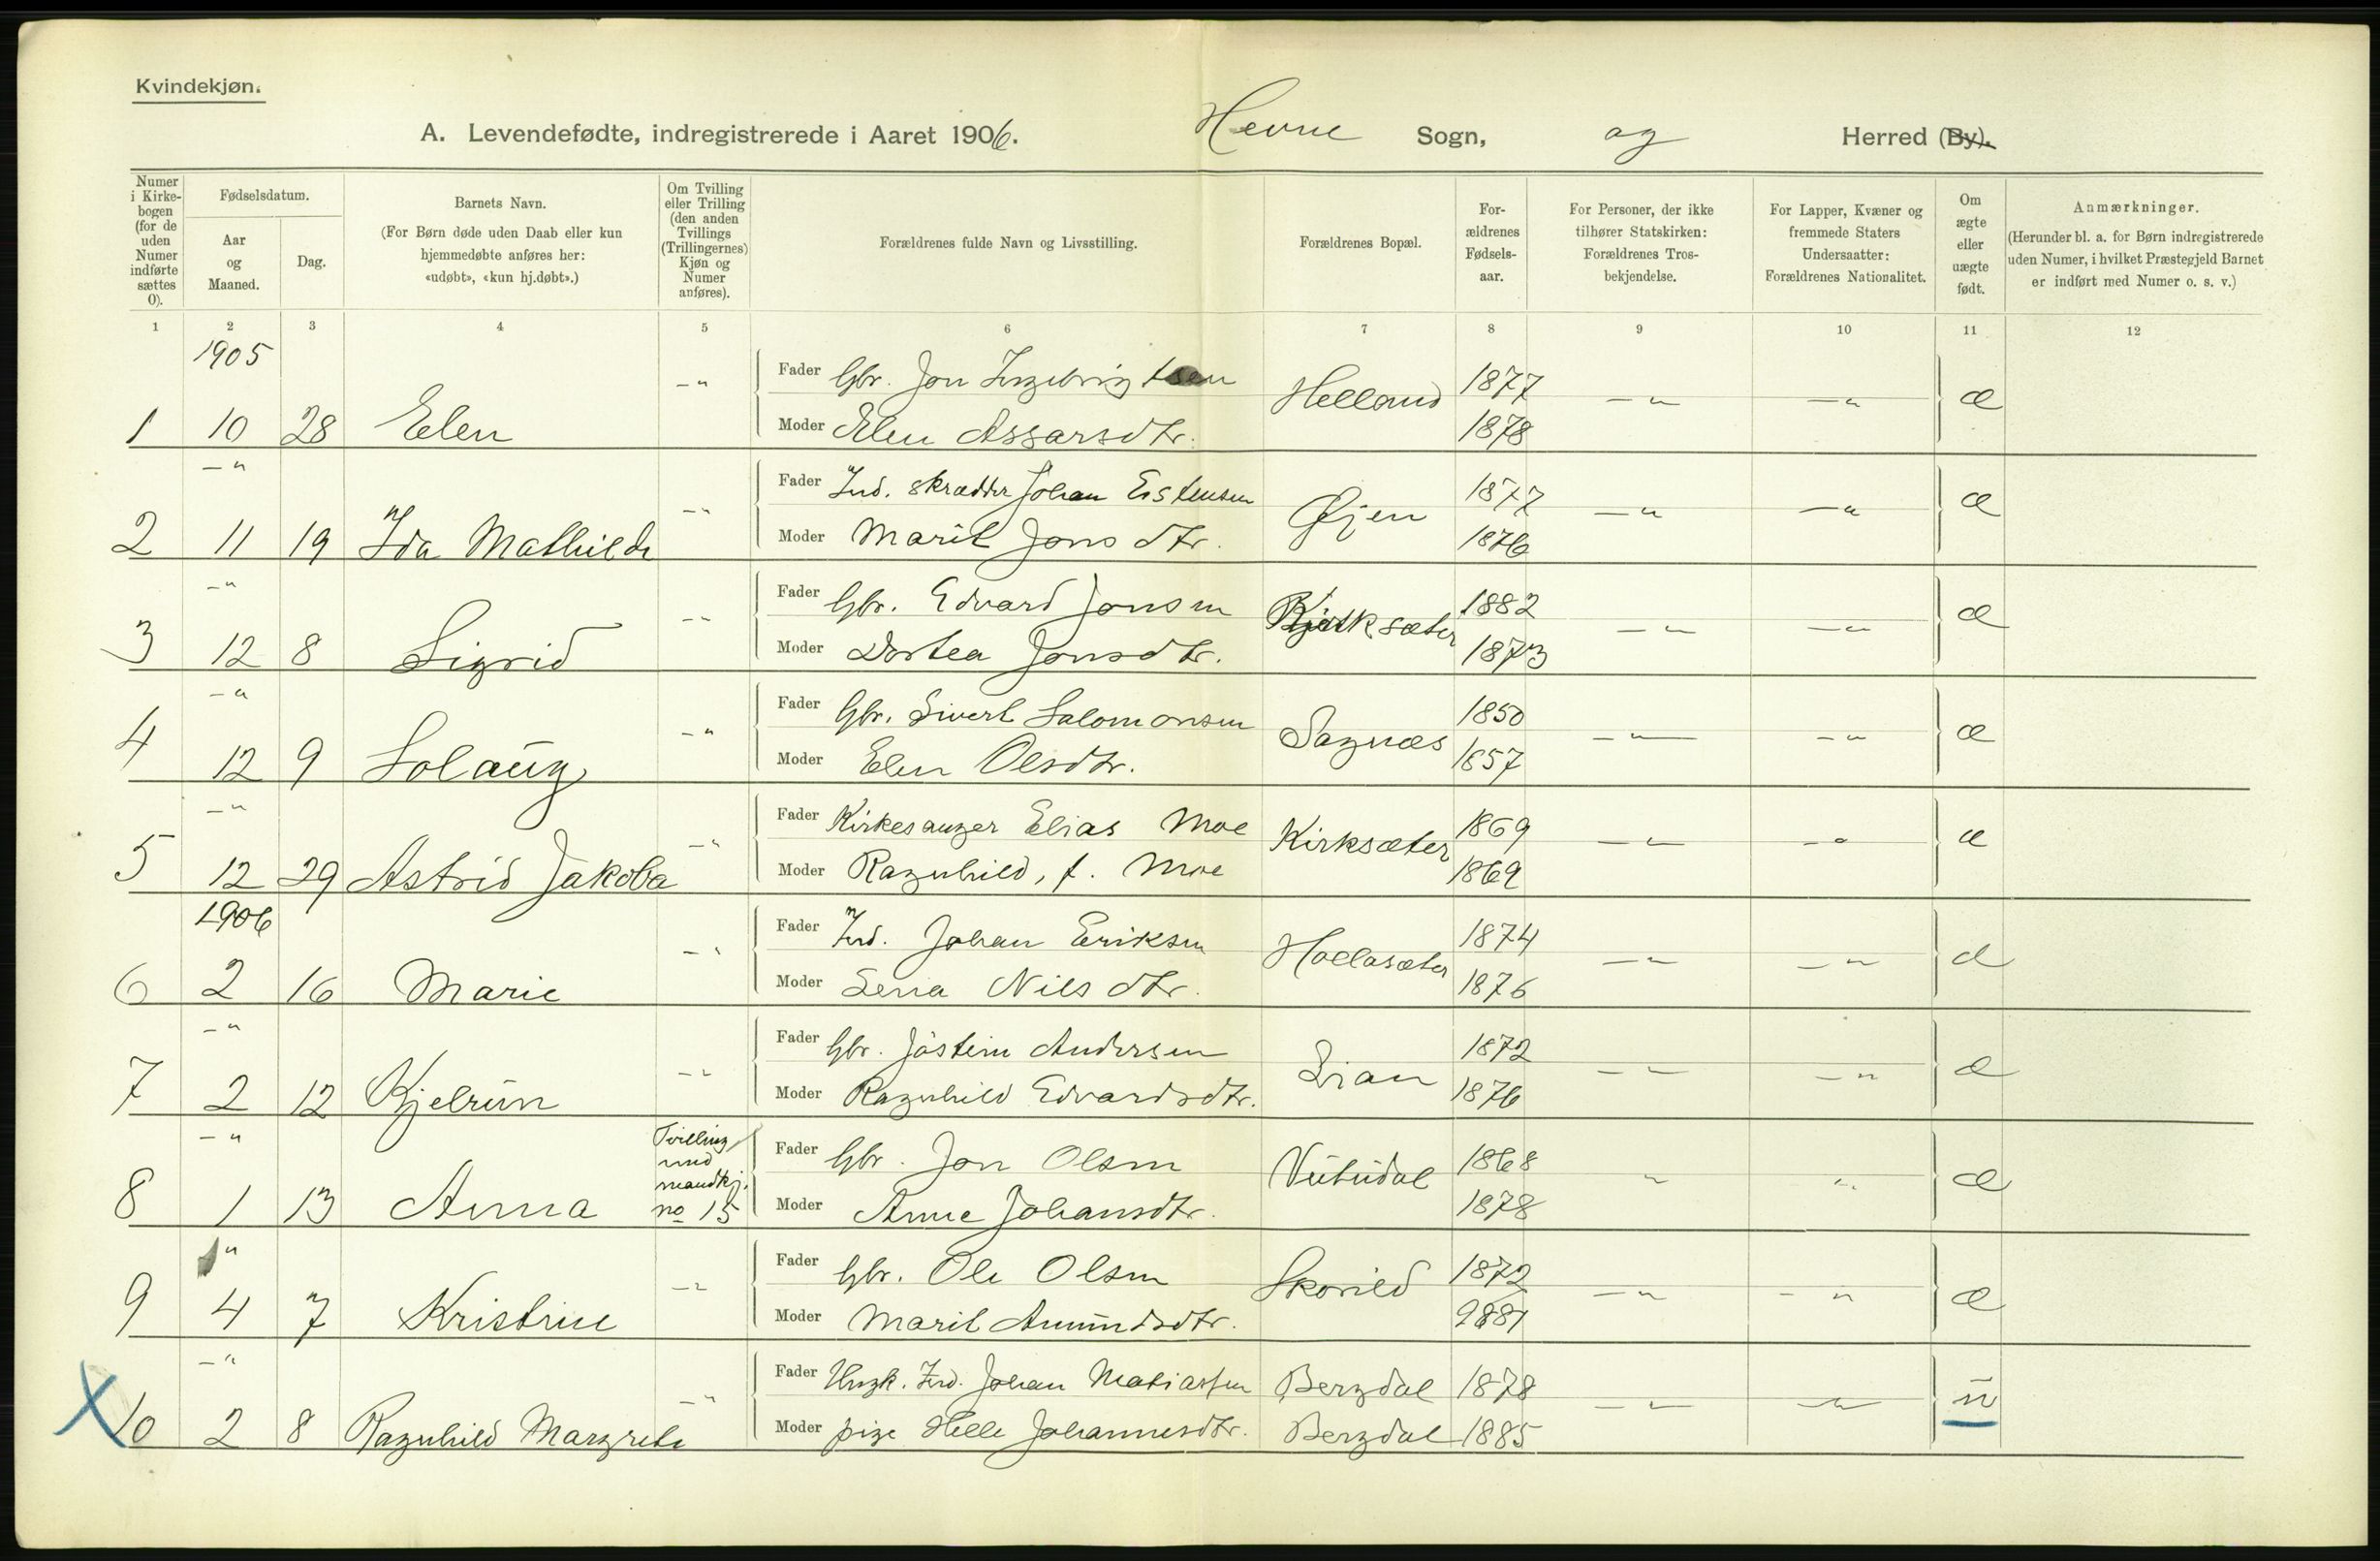 Kvindekjøn.
A. Levendefødte, indregistrerede i Aaret 1906. Hevne Sogn, og Herred (By).
Numer i Kirkebogen (for de uden Numer indførte sættes 0).
Fødselsdatum.
Aar og Maaned.
Dag.
Barnets Navn.
(For Børn døde uden Daab eller kun hjemmedøbte anføres her: «udøbt», «kun hj.døbt».)
Om Tvilling eller Trilling (den anden Tvillings (Trillingernes) Kjøn og Numer anføres).
Forældrenes fulde Navn og Livsstilling.
Forældrenes Bopæl.
Forældrenes Fødselsaar.
For Personer, der ikke tilhører Statskirken: Forældrenes Trosbekjendelse.
For Lapper, Kvæner og fremmede Staters Undersaatter: Forældrenes Nationalitet.
Om ægte eller uægte født.
Anmærkninger.
(Herunder bl. a. for Børn indregistrerede uden Numer, i hvilket Præstegjeld Barnet er indført med Numer o. s. v.)
1 2 3 4 5 6 7 8 9 10 11 12
1905
Fader Gbr. Jon Ingebrigtsen Helland 1877
1 10 28 Elen -" Moder Elen Assarsdtr. 1878 -" -" æ
-" Fader Ind. skrædder Johan Eistensen Øjen 1877
2 11 19 Ida Mathilde -" Moder Marit Jonsdtr. 1876 -" -" æ
-" Fader Gbr. Edvard Jonsen 1882
3 12 8 Sigrid -" Moder Dortea Jonsdtr. 1873 -" -" æ
-" Fader Gbr. Sivert Salomonsen Sagnæs 1850
4 12 9 Solaug -" Moder Elen Olsdtr. 1857 -" -" æ
-" Fader Kirkesanger Elias Moe Kirksæter 1869
5 12 29 Astrid Jakoba -" Moder Ragnhild, f. Moe 1869 -" -" æ
1906
Fader Ind. Johan Eriksen 1874
6 2 16 Marie -" Moder Lena Nilsdtr. 1876 -" -" æ
-" Fader Gbr. Jostein Andersen Lian 1872
7 2 12 Kjelrun -" Moder Ragnhild Edvardsdtr. 1876 -" -" æ
-" Tvilling med mandkj. no 15 Fader Gbr. Jon Olsen Vutudal 1868
8 1 13 Anna Moder Anne Johansdtr. 1878 " " æ
" Fader Gbr. Ole Olsen Skorild 1872
9 4 7 Kristine -" Moder Marit Amundsdtr. 1881 -" -" æ
-" Fader Ungk. Ind. Johan Matiassen Bergdal 1878
10 2 8 Ragnhild Margrete -" Moder pige Helle Johannesdtr. Bergdal 1885 -" -" u